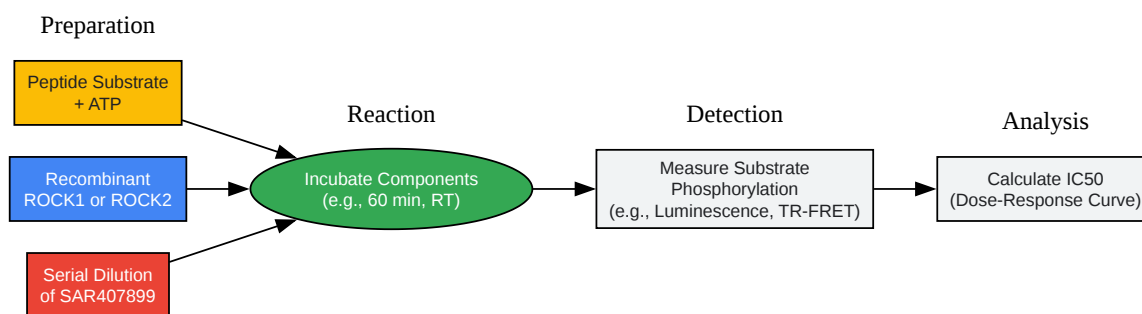 Preparation
Peptide Substrate
+ ATP
Recombinant
ROCK1 or ROCK2
Serial Dilution
of SAR407899
Reaction
Incubate Components
(e.g., 60 min, RT)
Detection
Measure Substrate
Phosphorylation
(e.g., Luminescence, TR-FRET)
Analysis
Calculate IC50
(Dose-Response Curve)